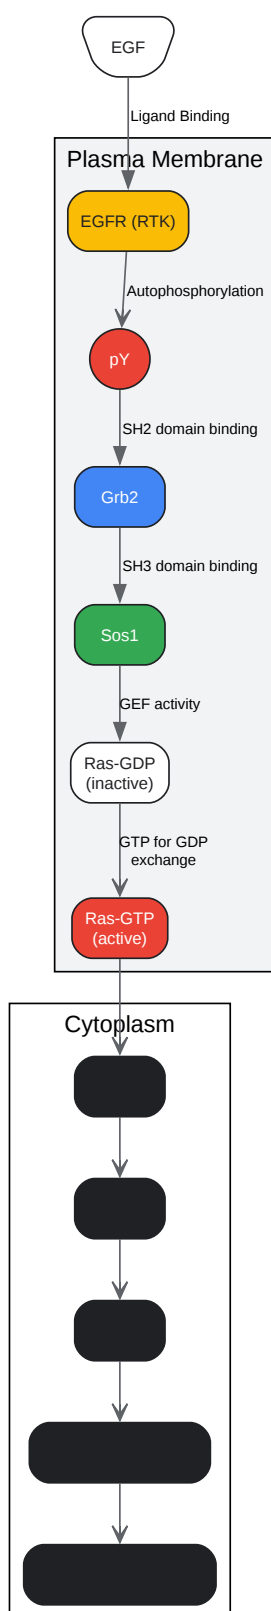 EGF
Ligand Binding
Plasma Membrane
EGFR (RTK)
Autophosphorylation
pY
SH2 domain binding
Grb2
SH3 domain binding
Sos1
GEF activity
Ras-GDP
(inactive)
GTP for GDP
exchange
Ras-GTP
(active)
Cytoplasm